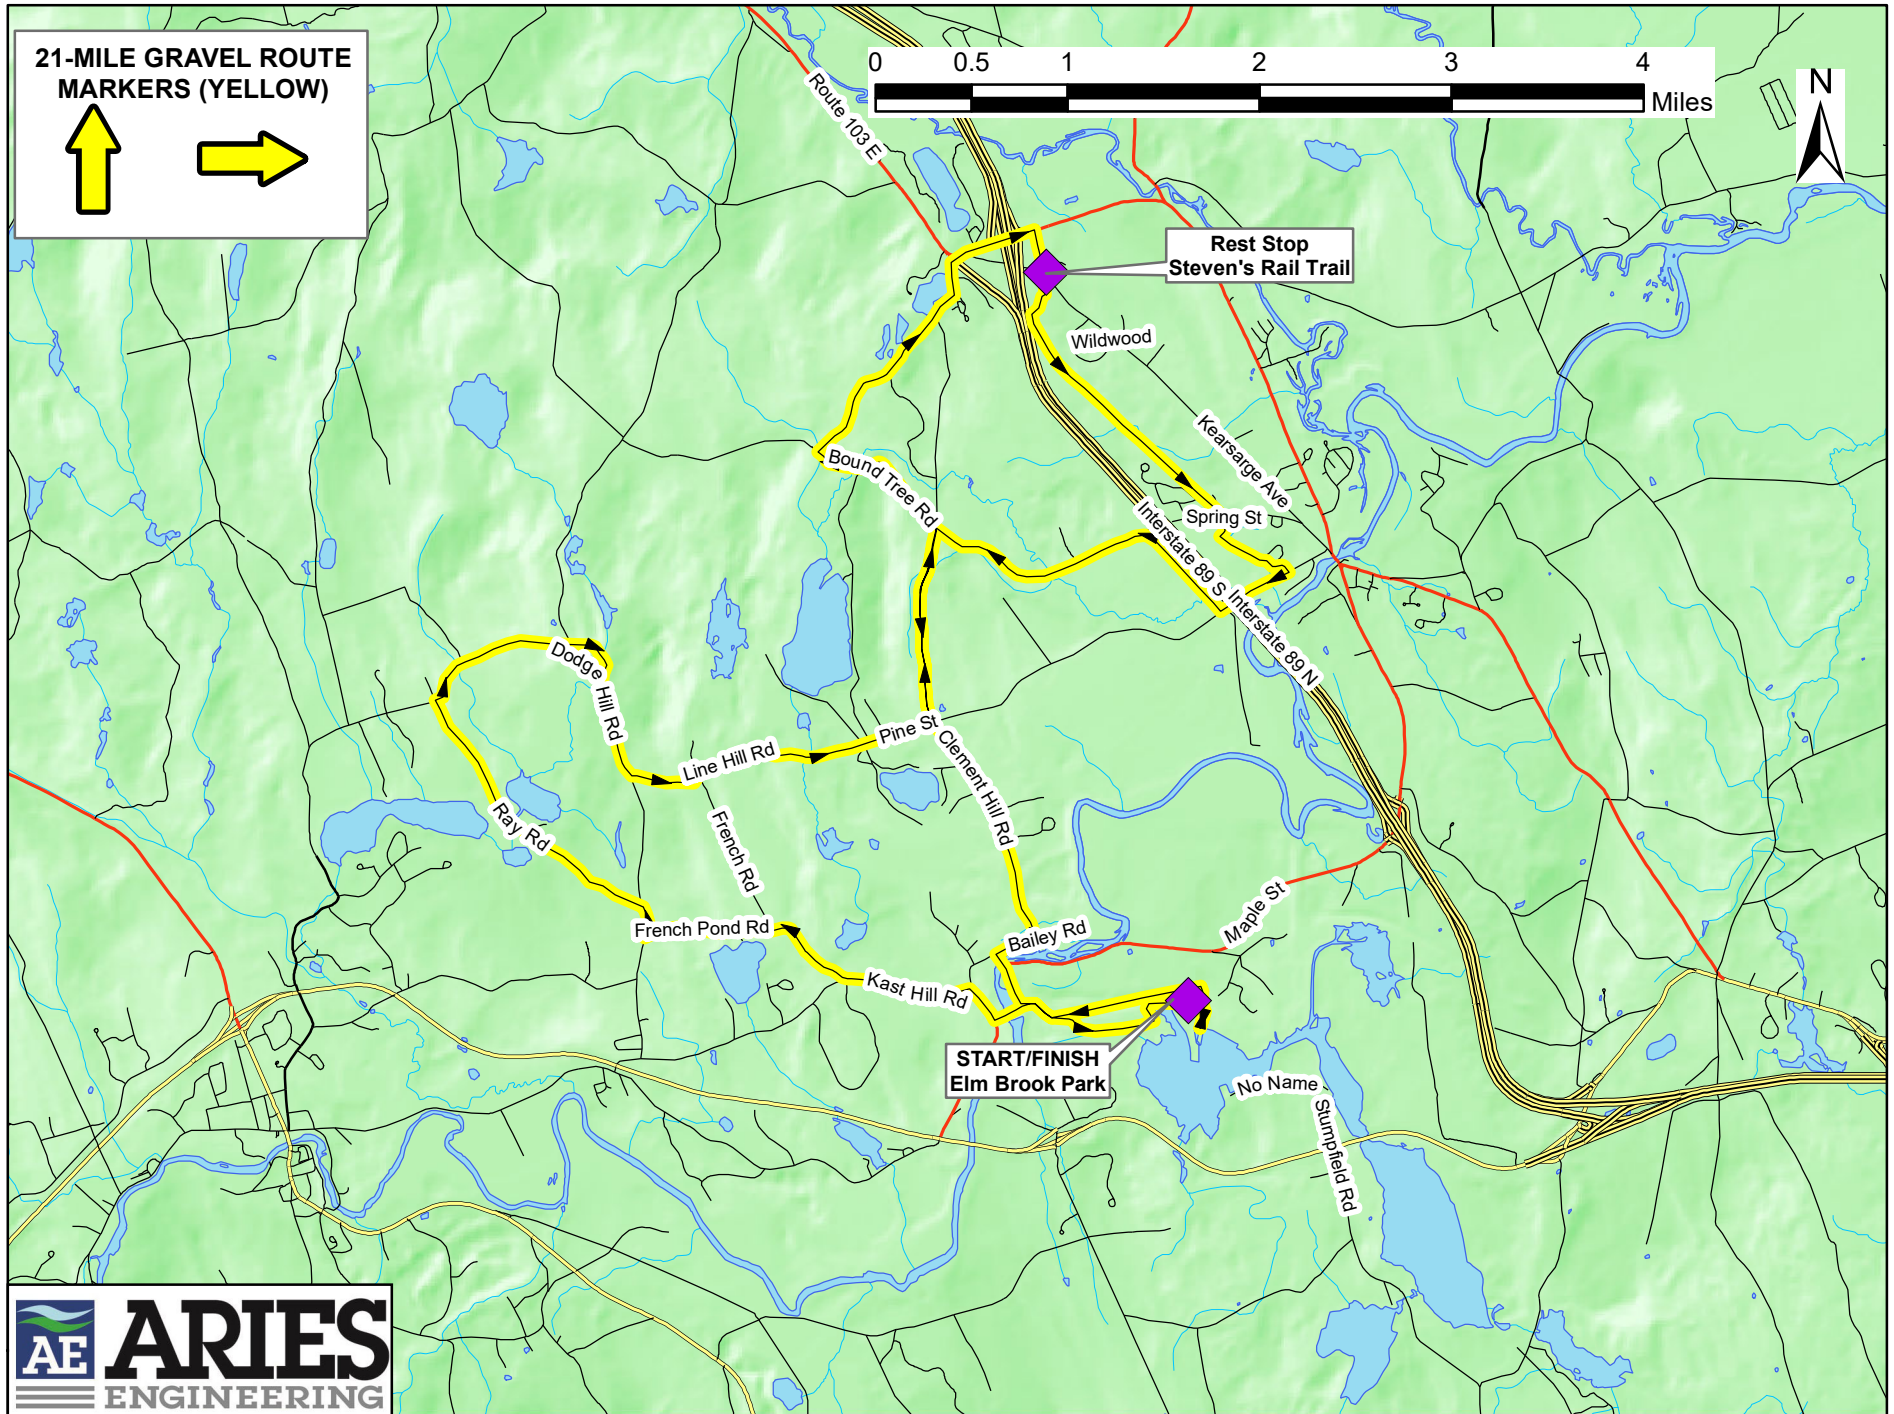 21-MILE GRAVEL ROUTE
MARKERS (YELLOW)
0 0.5 1 2 3 4
Miles
N
Route 103 E
Rest Stop
Steven's Rail Trail
Wildwood
Kearsarge Ave
Bound Tree Rd
Spring St
Interstate 89 S
Interstate 89 N
Dodge Hill Rd
Pine St
Line Hill Rd
Clement Hill Rd
Ray Rd
French Rd
French Pond Rd
Bailey Rd
Maple St
Kast Hill Rd
START/FINISH
Elm Brook Park
No Name
Stumpfield Rd
AE ARIES
ENGINEERING